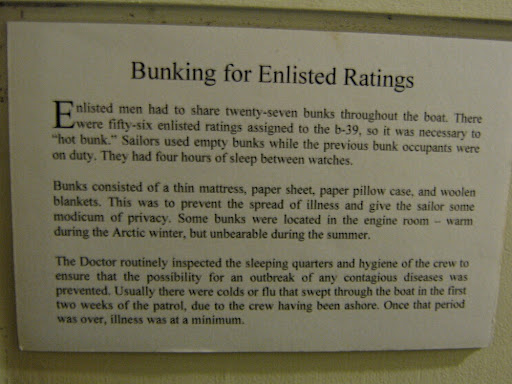 Bunking for Enlisted Ratings
Enlisted men had to share twenty-seven bunks throughout the boat. There
were fifty-six enlisted ratings assigned to the b-39, so it was necessary to
“hot bunk.” Sailors used empty bunks while the previous bunk occupants were
on duty. They had four hours of sleep between watches.
Bunks consisted of a thin mattress, paper sheet, paper pillow case, and woolen
blankets. This was to prevent the spread of illness and give the sailor some
modicum of privacy. Some bunks were located in the engine room – warm
during the Arctic winter, but unbearable during the summer.
The Doctor routinely inspected the sleeping quarters and hygiene of the crew to
ensure that the possibility for an outbreak of any contagious diseases was
prevented. Usually there were colds or flu that swept through the boat in the first
two weeks of the patrol, due to the crew having been ashore. Once that period
was over, illness was at a minimum.